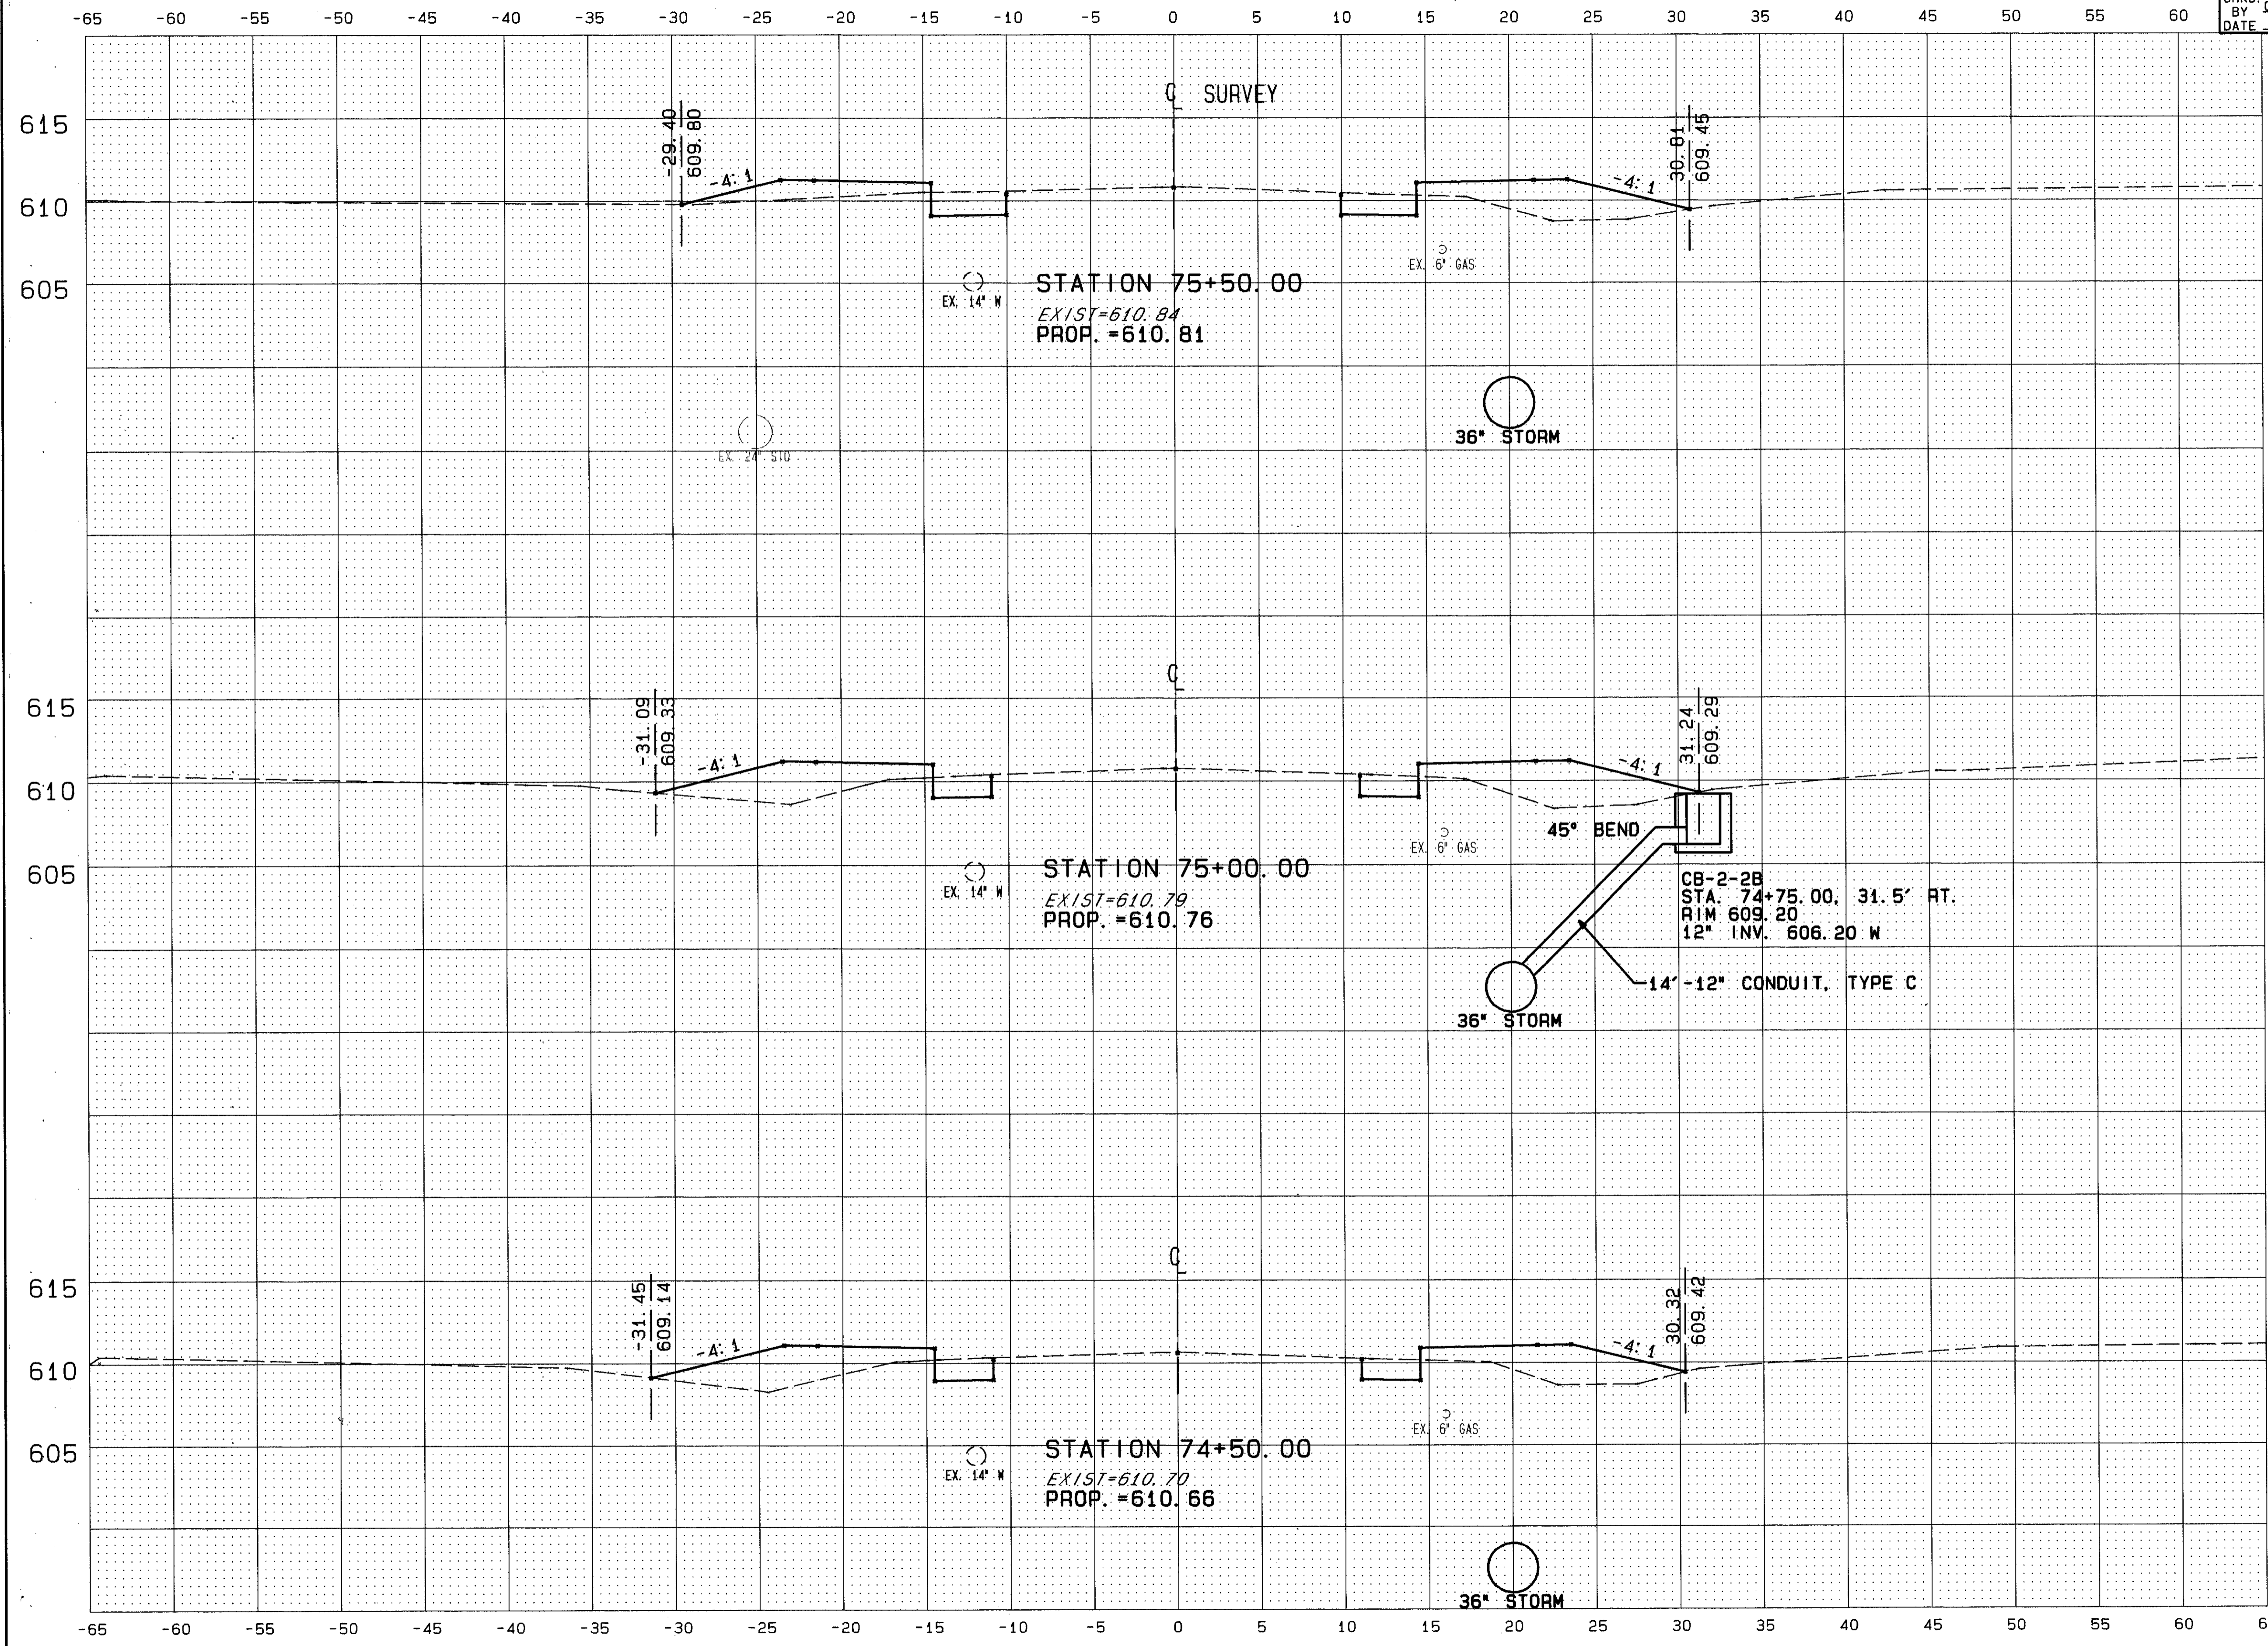 -65 -60 -55 -50 -45 -40 -35 -30 -25 -20 -15 -10 -5 0 5 10 15 20 25 30 35 40 45 50 55 60
BY
DATE
℄ SURVEY
615
-29.40
609.80
30.81
609.45
-4:1
-4:1
610
EX. 6" GAS
605
EX. 14" W
STATION 75+50.00
EXIST=610.84
PROP.=610.81
36" STORM
EX. 24" STO
℄
615
-31.09
609.33
31.24
609.29
-4:1
-4:1
610
45° BEND
EX. 6" GAS
605
EX. 14" W
STATION 75+00.00
EXIST=610.79
PROP.=610.76
CB-2-2B
STA. 74+75.00, 31.5' RT.
RIM 609.20
12" INV. 606.20 W
14'-12" CONDUIT, TYPE C
36" STORM
℄
615
-31.45
609.14
30.32
609.42
-4:1
-4:1
610
EX. 6" GAS
605
EX. 14" W
STATION 74+50.00
EXIST=610.70
PROP.=610.66
36" STORM
-65 -60 -55 -50 -45 -40 -35 -30 -25 -20 -15 -10 -5 0 5 10 15 20 25 30 35 40 45 50 55 60